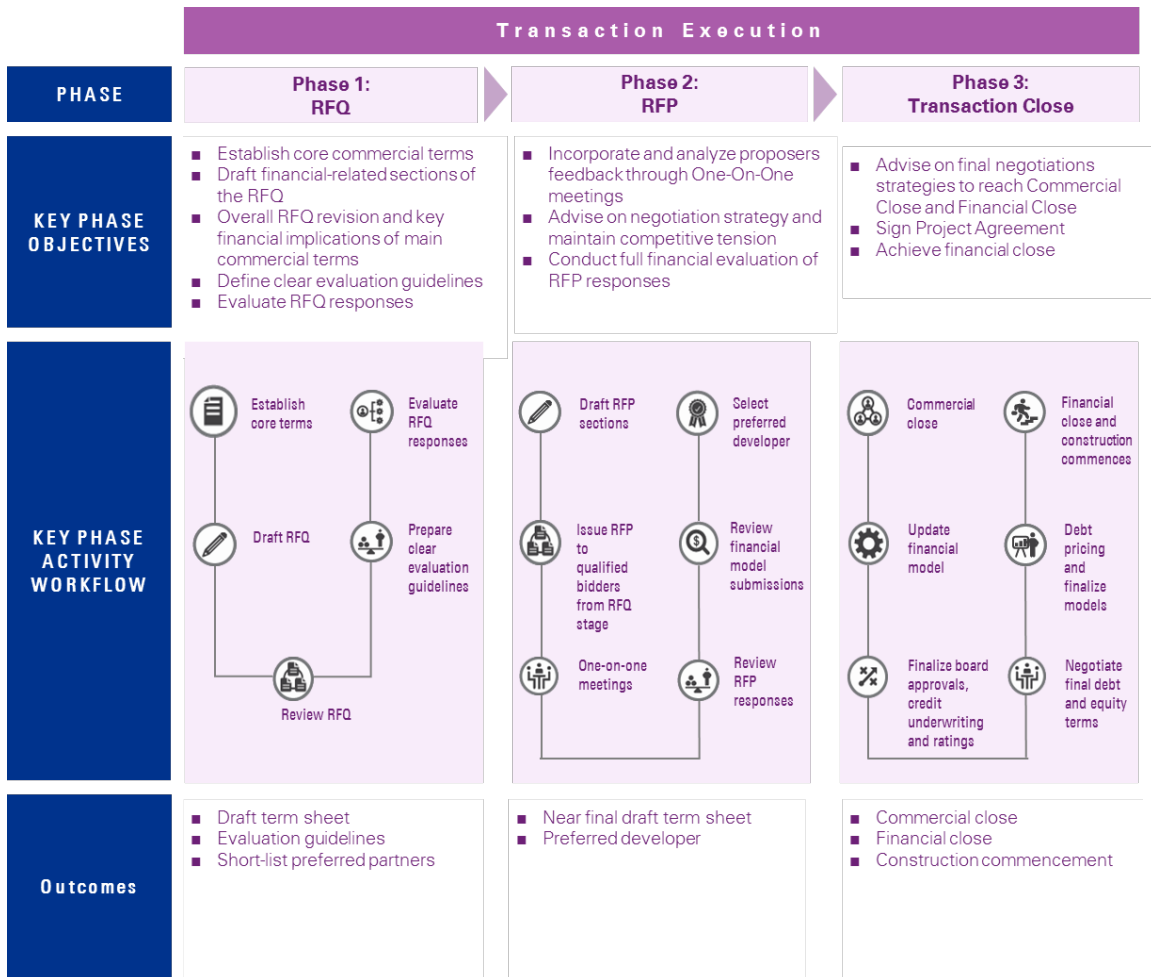 Transaction Execution
PHASE
Phase 1:
RFQ
Phase 2:
RFP
Phase 3:
Transaction Close
KEY PHASE
OBJECTIVES
■ Establish core commercial terms
■ Draft financial-related sections of
the RFQ
■ Overall RFQ revision and key
financial implications of main
commercial terms
■ Define clear evaluation guidelines
■ Evaluate RFQ responses
■ Incorporate and analyze proposers
feedback through One-On-One
meetings
■ Advise on negotiation strategy and
maintain competitive tension
■ Conduct full financial evaluation of
RFP responses
■ Advise on final negotiations
strategies to reach Commercial
Close and Financial Close
■ Sign Project Agreement
■ Achieve financial close
KEY PHASE
ACTIVITY
WORKFLOW
Establish
core terms
Draft RFQ
Review RFQ
Prepare
clear
evaluation
guidelines
Evaluate
RFQ
responses
Draft RFP
sections
Issue RFP
to
qualified
bidders
from RFQ
stage
One-on-one
meetings
Review
RFP
responses
Review
financial
model
submissions
Select
preferred
developer
Commercial
close
Update
financial
model
Finalize board
approvals,
credit
underwriting
and ratings
Negotiate
final debt
and equity
terms
Debt
pricing
and
finalize
models
Financial
close and
construction
commences
Outcomes
■ Draft term sheet
■ Evaluation guidelines
■ Short-list preferred partners
■ Near final draft term sheet
■ Preferred developer
■ Commercial close
■ Financial close
■ Construction commencement